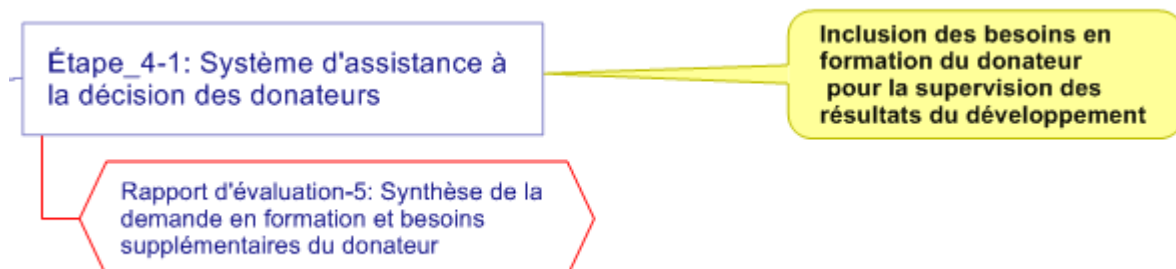 Étape_4-1: Système d'assistance à
la décision des donateurs
Inclusion des besoins en
formation du donateur
pour la supervision des
résultats du développement
Rapport d'évaluation-5: Synthèse de la
demande en formation et besoins
supplémentaires du donateur